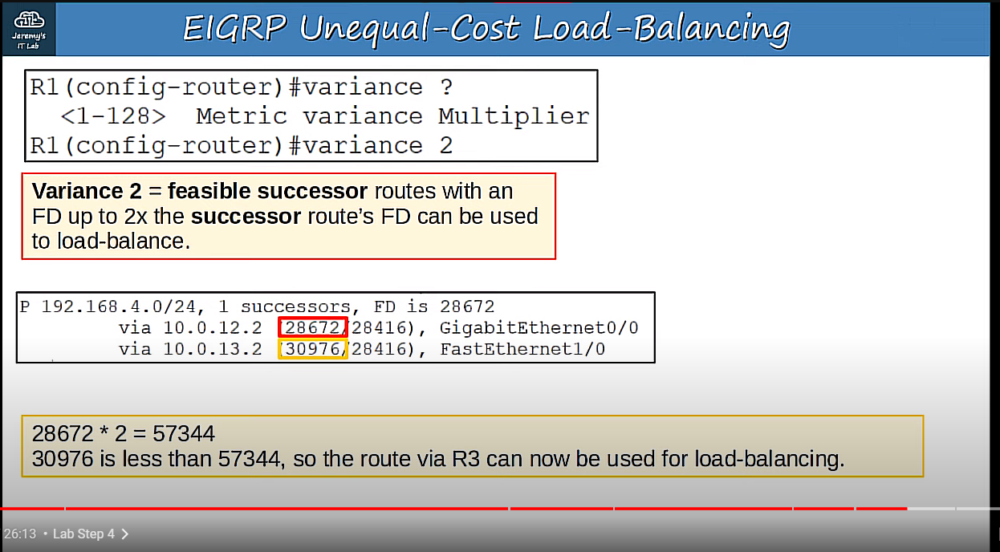 Jeremy's
IT Lab
EIGRP Unequal-Cost Load-Balancing
R1(config-router)#variance ?
<1-128> Metric variance Multiplier
R1(config-router)#variance 2
Variance 2 = feasible successor routes with an
FD up to 2x the successor route's FD can be used
to load-balance.
P 192.168.4.0/24, 1 successors, FD is 28672
via 10.0.12.2 (28672/28416), GigabitEthernet0/0
via 10.0.13.2 (30976/28416), FastEthernet1/0
28672 * 2 = 57344
30976 is less than 57344, so the route via R3 can now be used for load-balancing.
26:13 • Lab Step 4 >